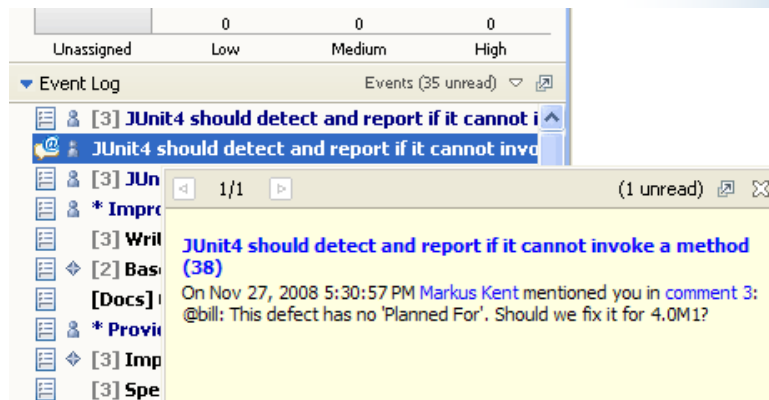 0 0 0
Unassigned Low Medium High
Event Log Events (35 unread)
[3] JUnit4 should detect and report if it cannot i
JUnit4 should detect and report if it cannot invo
[3] JUn
1/1 (1 unread)
* Impro
[3] Writ
JUnit4 should detect and report if it cannot invoke a method
(38)
[2] Bas
On Nov 27, 2008 5:30:57 PM Markus Kent mentioned you in comment 3:
[Docs]
@bill: This defect has no 'Planned For'. Should we fix it for 4.0M1?
* Provi
[3] Imp
[3] Spe